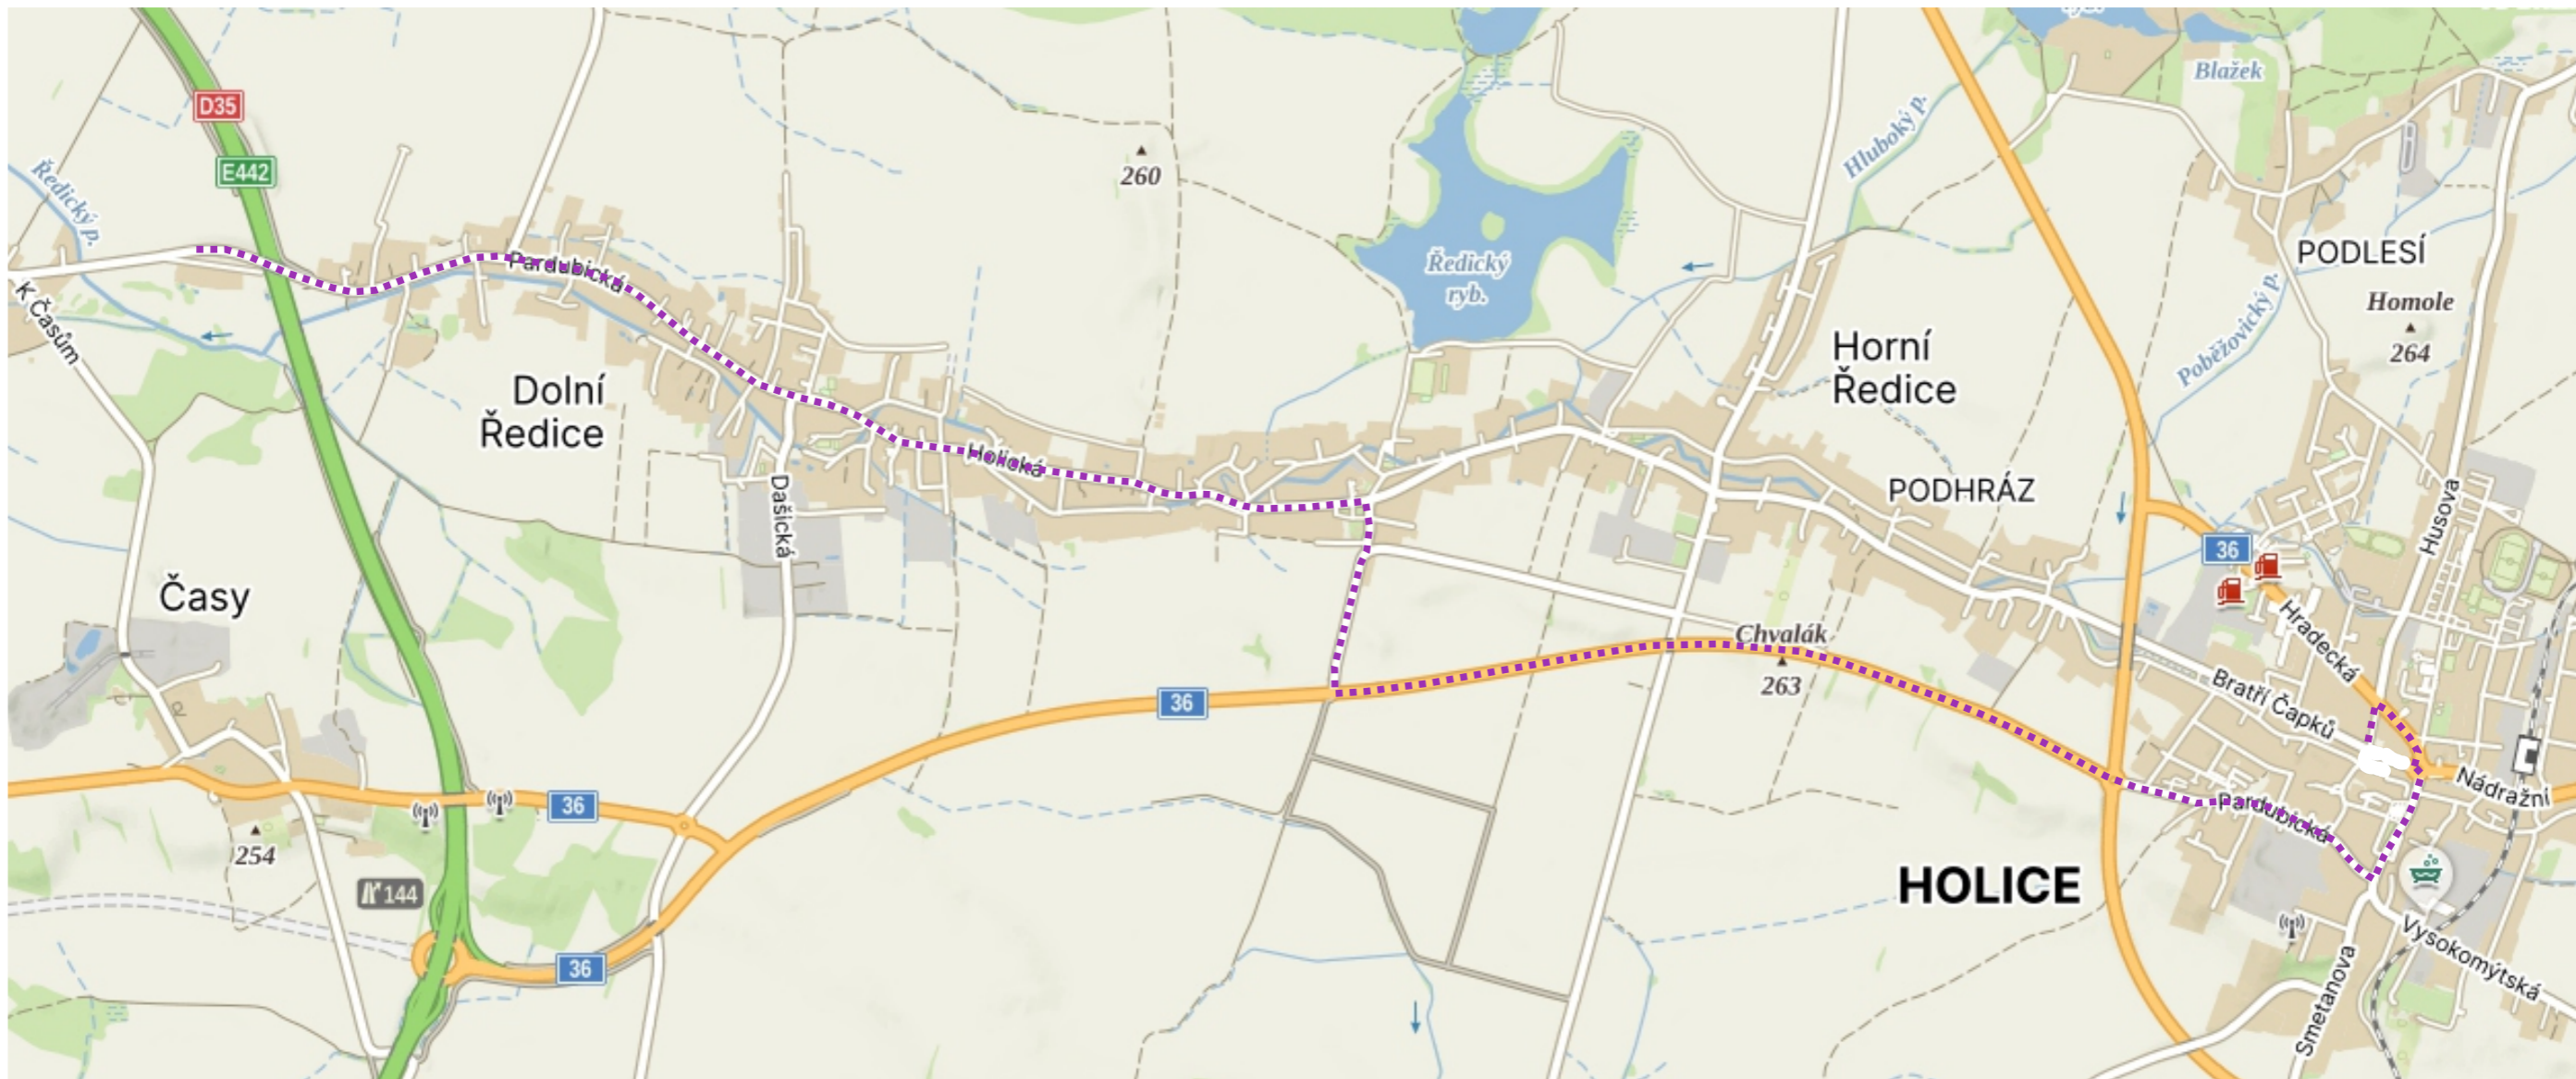 Blažek
D35
Hluboký p.
E442
260
Ředický p.
PODLESÍ
Ředický
ryb.
Pardubická
Homole
264
Poběžovický p.
K Časům
Horní
Ředice
Dolní
Ředice
Holická
PODHRÁZ
Dašická
Husova
36
Časy
Hradecká
Chvalák
263
36
Bratří Čapků
Nádražní
36
Pardubická
254
144
HOLICE
36
Vysokomýtská
Smetanova